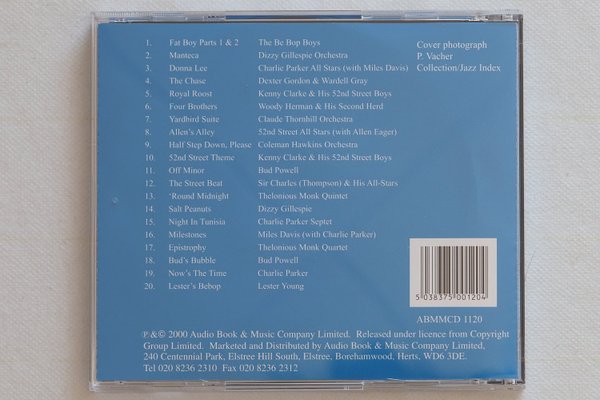 1. Fat Boy Parts 1 & 2 The Be Bop Boys
2. Manteca Dizzy Gillespie Orchestra
3. Donna Lee Charlie Parker All Stars (with Miles Davis)
4. The Chase Dexter Gordon & Wardell Gray
5. Royal Roost Kenny Clarke & His 52nd Street Boys
6. Four Brothers Woody Herman & His Second Herd
7. Yardbird Suite Claude Thornhill Orchestra
8. Allen's Alley 52nd Street All Stars (with Allen Eager)
9. Half Step Down, Please Coleman Hawkins Orchestra
10. 52nd Street Theme Kenny Clarke & His 52nd Street Boys
11. Off Minor Bud Powell
12. The Street Beat Sir Charles (Thompson) & His All-Stars
13. ‘Round Midnight Thelonious Monk Quintet
14. Salt Peanuts Dizzy Gillespie
15. Night In Tunisia Charlie Parker Septet
16. Milestones Miles Davis (with Charlie Parker)
17. Epistrophy Thelonious Monk Quartet
18. Bud's Bubble Bud Powell
19. Now's The Time Charlie Parker
20. Lester's Bebop Lester Young
Cover photograph
P. Vacher
Collection/Jazz Index
5 038375 001204
ABMMCD 1120
℗ & © 2000 Audio Book & Music Company Limited. Released under licence from Copyright
Group Limited. Marketed and Distributed by Audio Book & Music Company Limited,
240 Centennial Park, Elstree Hill South, Elstree, Borehamwood, Herts, WD6 3DE.
Tel 020 8236 2310 Fax 020 8236 2312